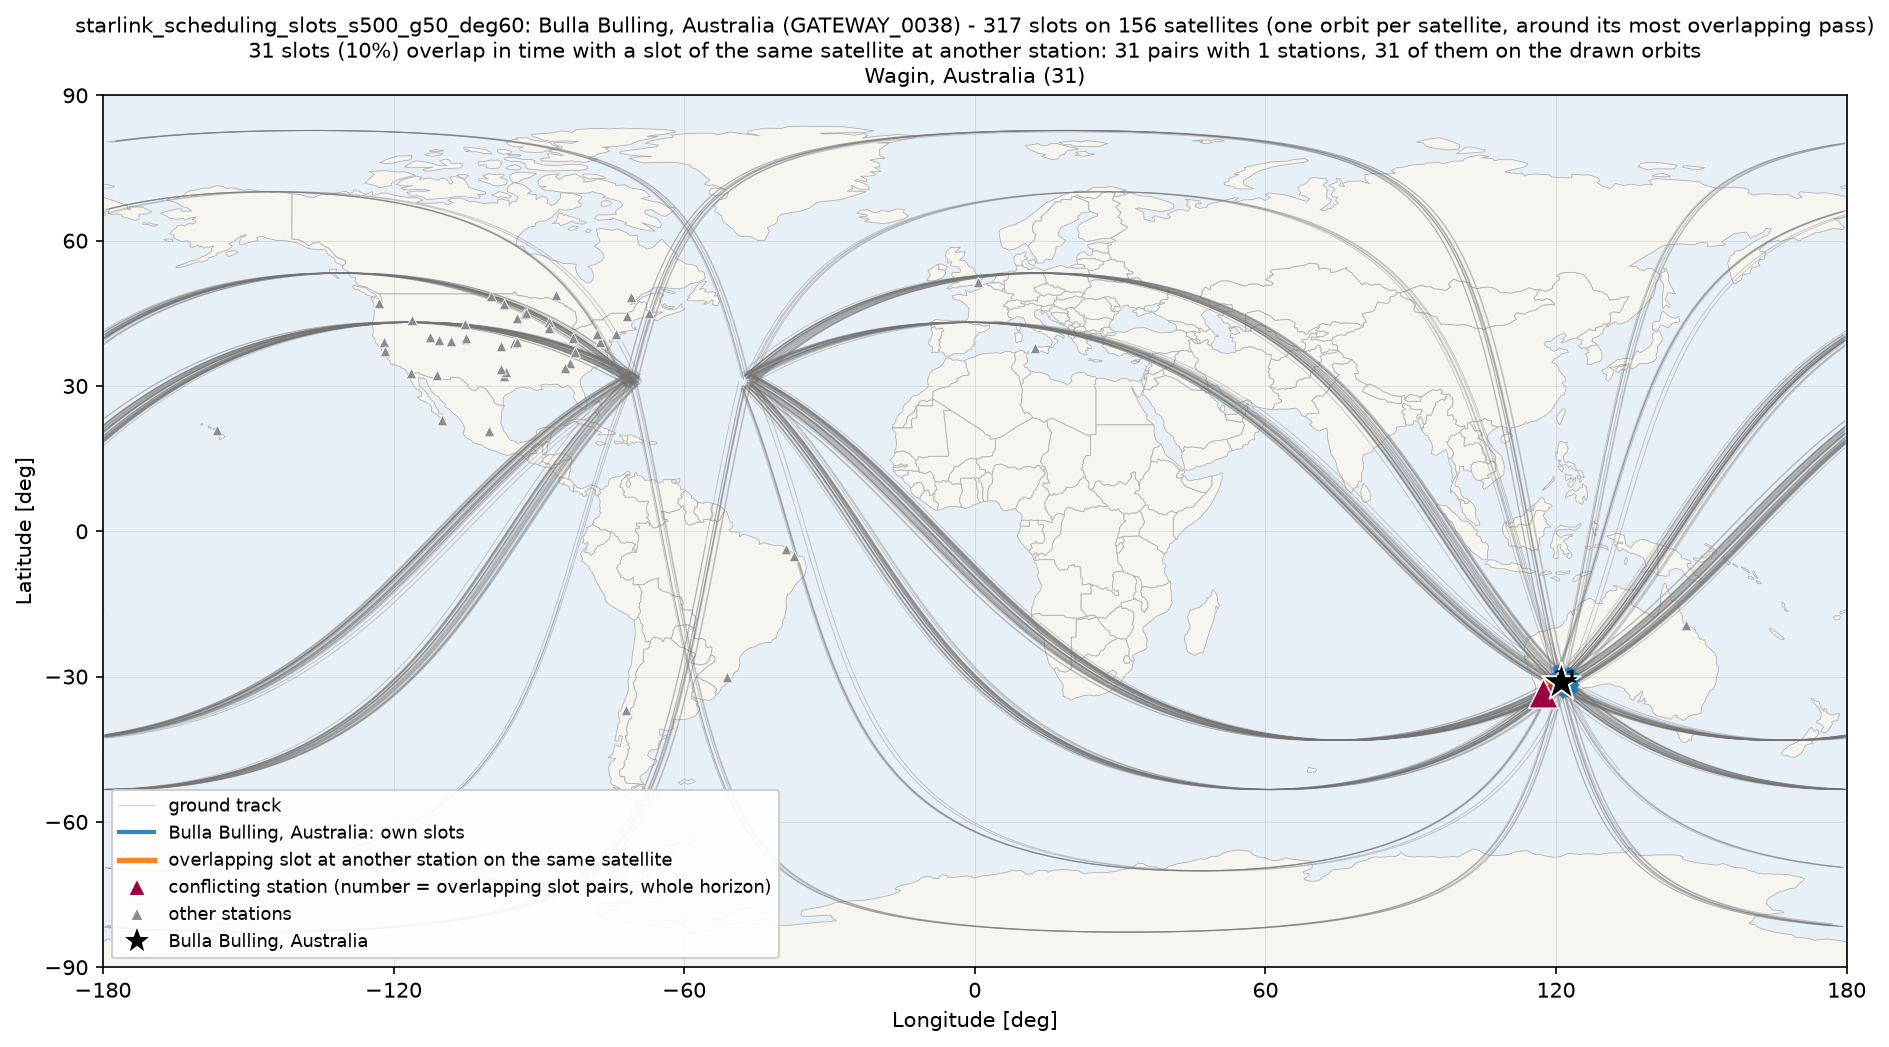 starlink_scheduling_slots_s500_g50_deg60: Bulla Bulling, Australia (GATEWAY_0038) - 317 slots on 156 satellites (one orbit per satellite, around its most overlapping pass)
31 slots (10%) overlap in time with a slot of the same satellite at another station: 31 pairs with 1 stations, 31 of them on the drawn orbits
Wagin, Australia (31)
90
60
30
0
−30
−60
−90
Latitude [deg]
ground track
Bulla Bulling, Australia: own slots
overlapping slot at another station on the same satellite
conflicting station (number = overlapping slot pairs, whole horizon)
other stations
Bulla Bulling, Australia
−180
−120
−60
0
60
120
180
Longitude [deg]